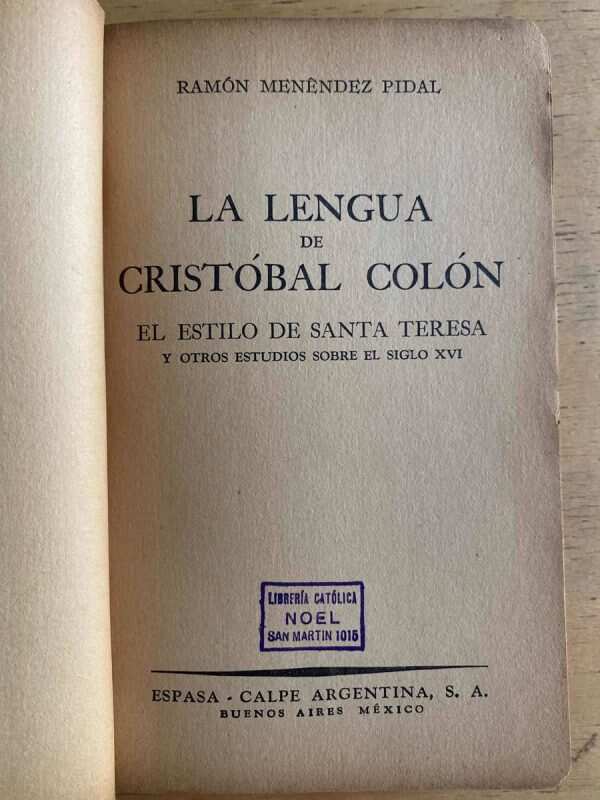 RAMÓN MENÊNDEZ PIDAL
LA LENGUA
DE
CRISTÓBAL COLÓN
EL ESTILO DE SANTA TERESA
Y OTROS ESTUDIOS SOBRE EL SIGLO XVI
LIBRERÍA CATÓLICA
NOEL
SAN MARTIN 1015
ESPASA - CALPE ARGENTINA, S. A.
BUENOS AIRES MÉXICO